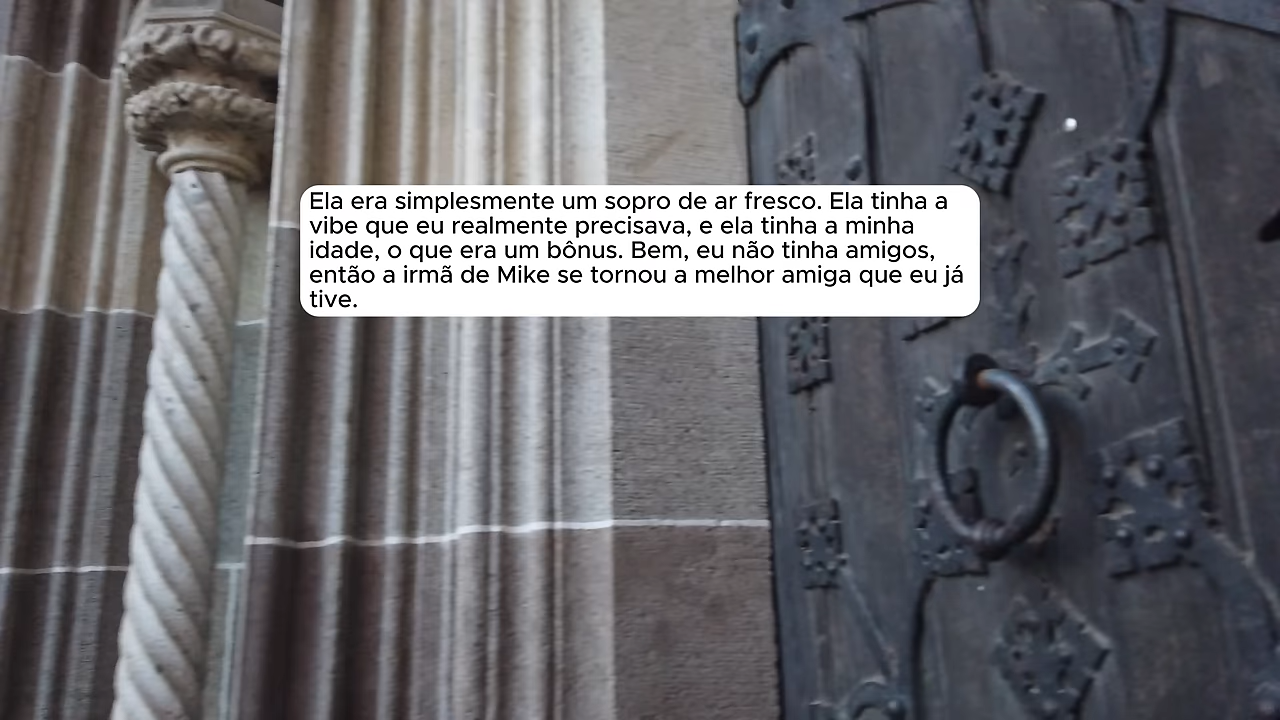 Ela era simplesmente um sopro de ar fresco. Ela tinha a
vibe que eu realmente precisava, e ela tinha a minha
idade, o que era um bônus. Bem, eu não tinha amigos,
então a irmã de Mike se tornou a melhor amiga que eu já
tive.